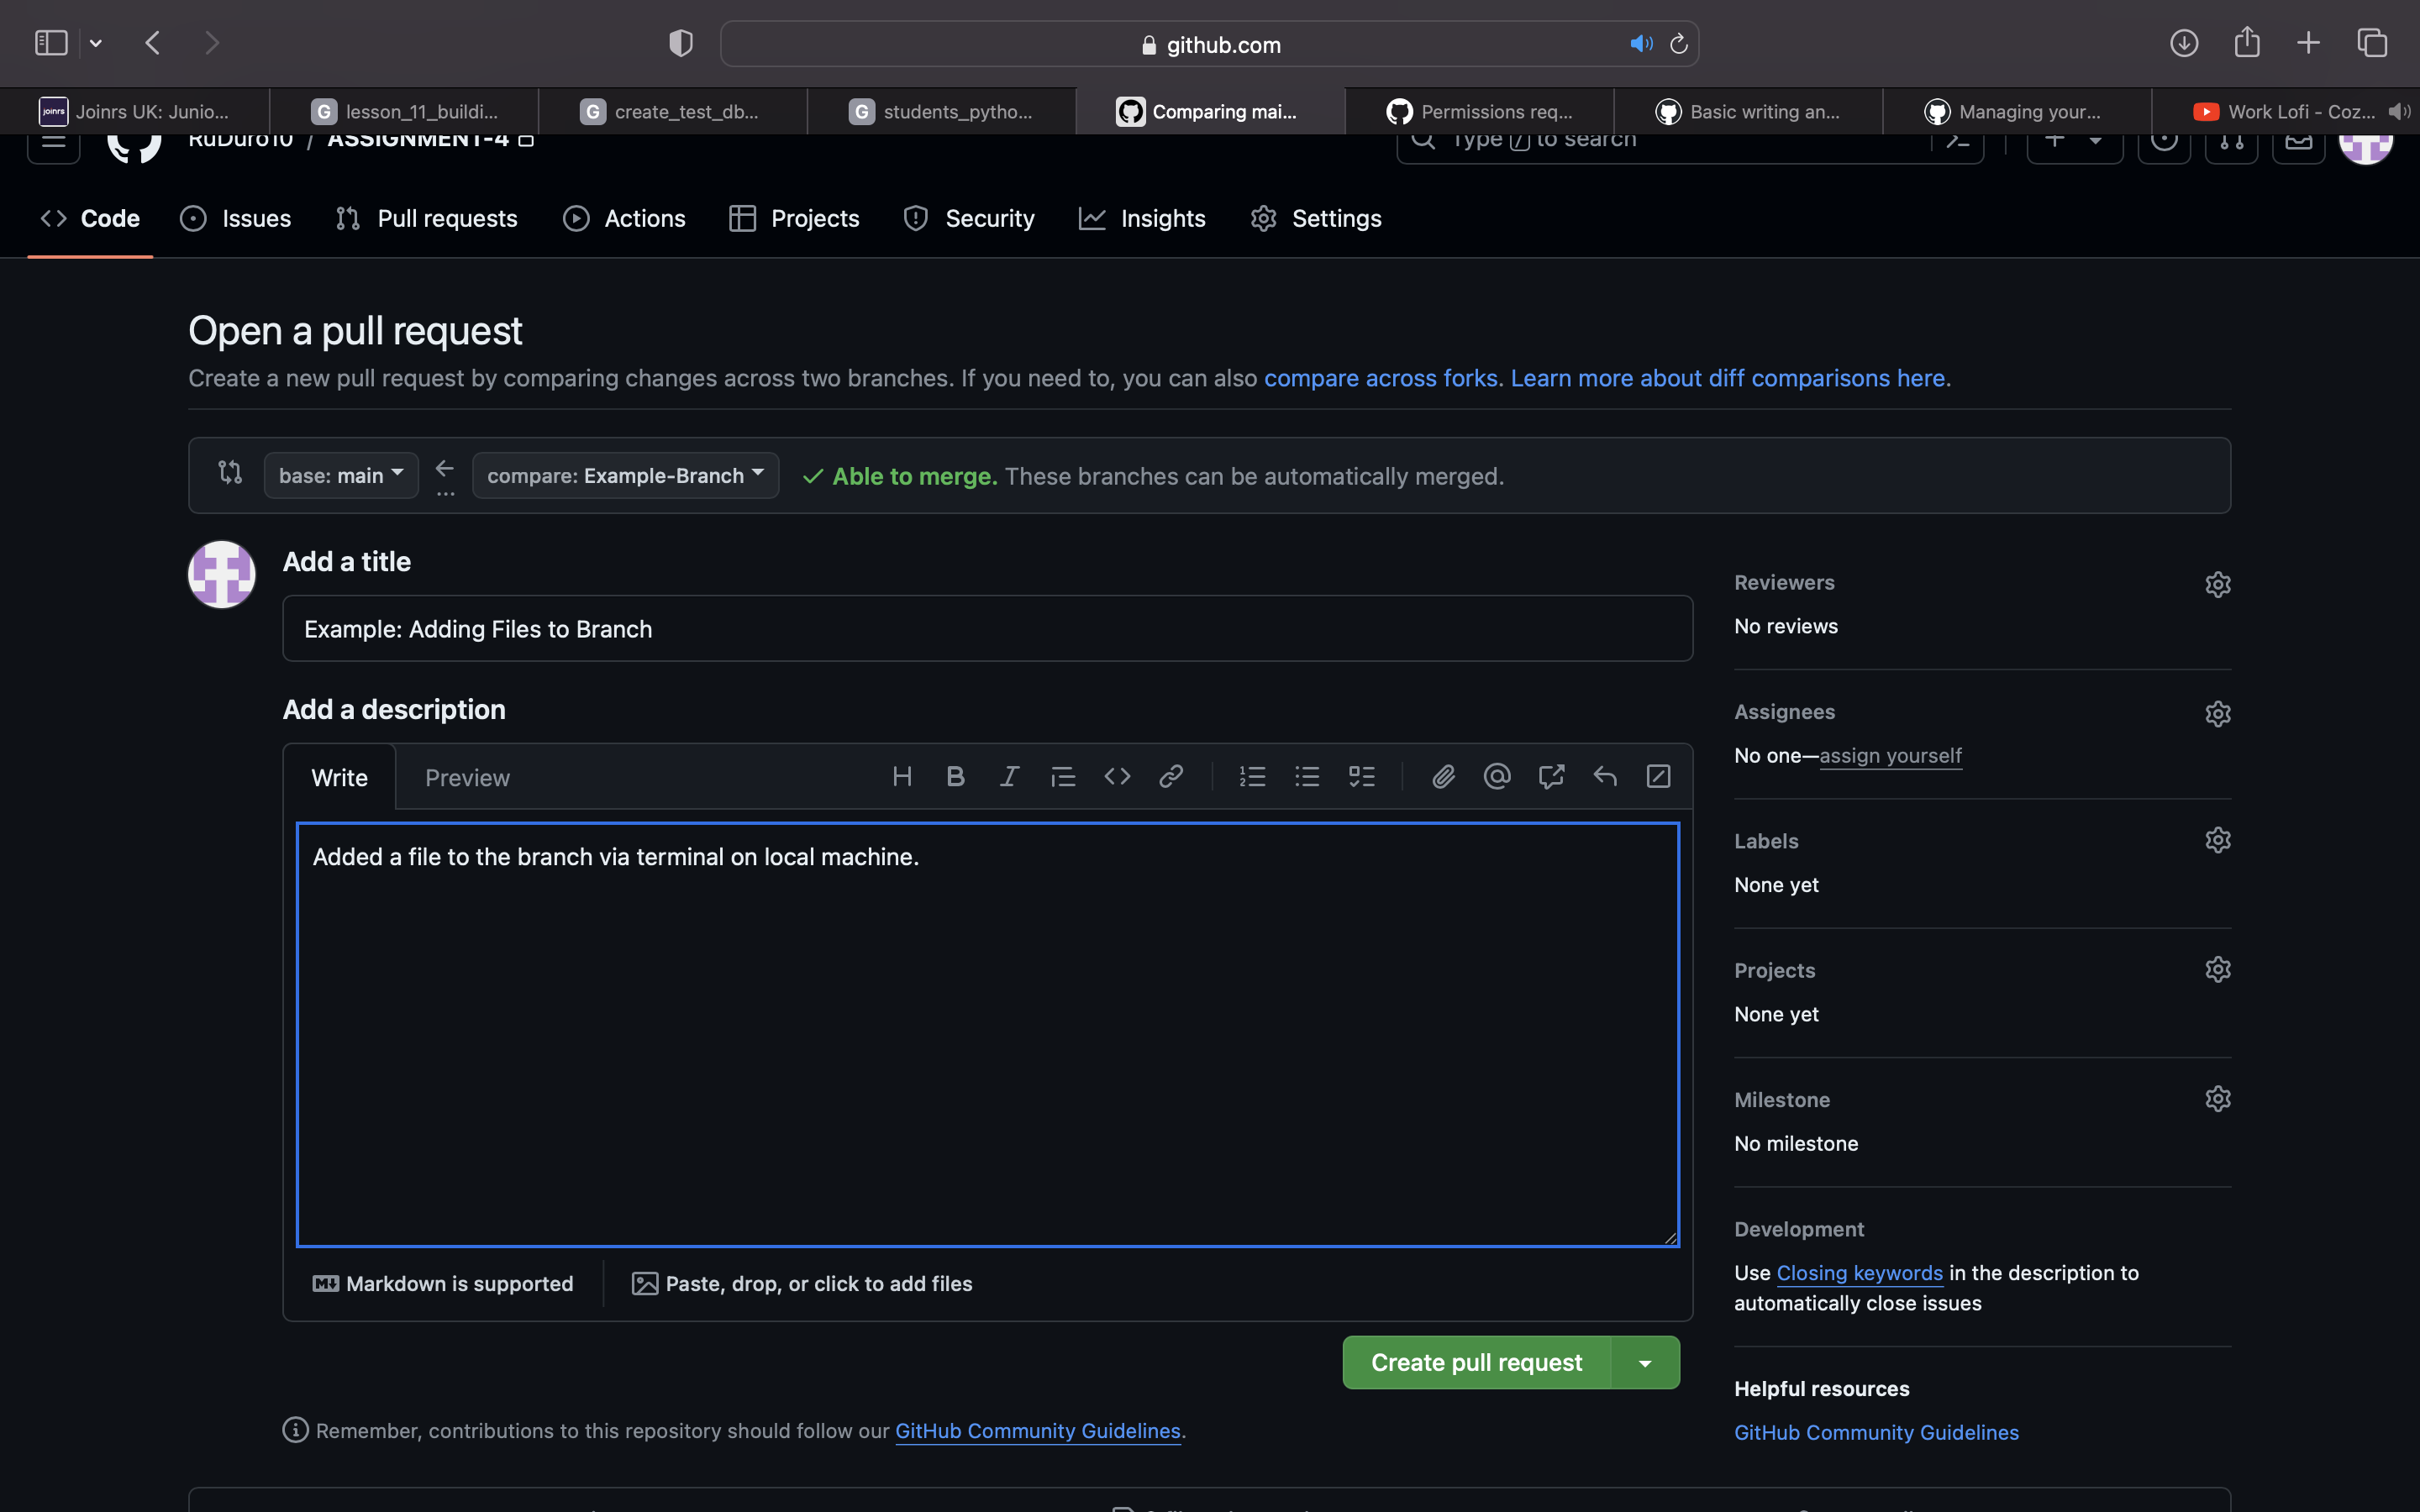 github.com
joinrs
Joinrs UK: Junio...
G lesson_11_buildi...
G create_test_db...
G students_pytho...
Comparing mai...
Permissions req...
Basic writing an...
Managing your...
Work Lofi - Coz...
RuDuro10 / ASSIGNMENT-4
Type / to search
Code
Issues
Pull requests
Actions
Projects
Security
Insights
Settings
Open a pull request
Create a new pull request by comparing changes across two branches. If you need to, you can also compare across forks. Learn more about diff comparisons here.
base: main
compare: Example-Branch
Able to merge. These branches can be automatically merged.
Add a title
Example: Adding Files to Branch
Add a description
Write
Preview
Added a file to the branch via terminal on local machine.
Markdown is supported
Paste, drop, or click to add files
Create pull request
Remember, contributions to this repository should follow our GitHub Community Guidelines.
Reviewers
No reviews
Assignees
No one—assign yourself
Labels
None yet
Projects
None yet
Milestone
No milestone
Development
Use Closing keywords in the description to
automatically close issues
Helpful resources
GitHub Community Guidelines